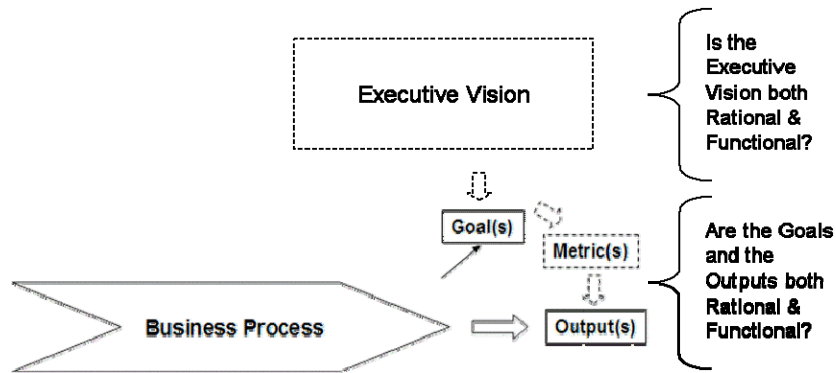 Executive Vision
Is the
Executive
Vision both
Rational &
Functional?
Goal(s)
Metric(s)
Business Process
Output(s)
Are the Goals
and the
Outputs both
Rational &
Functional?